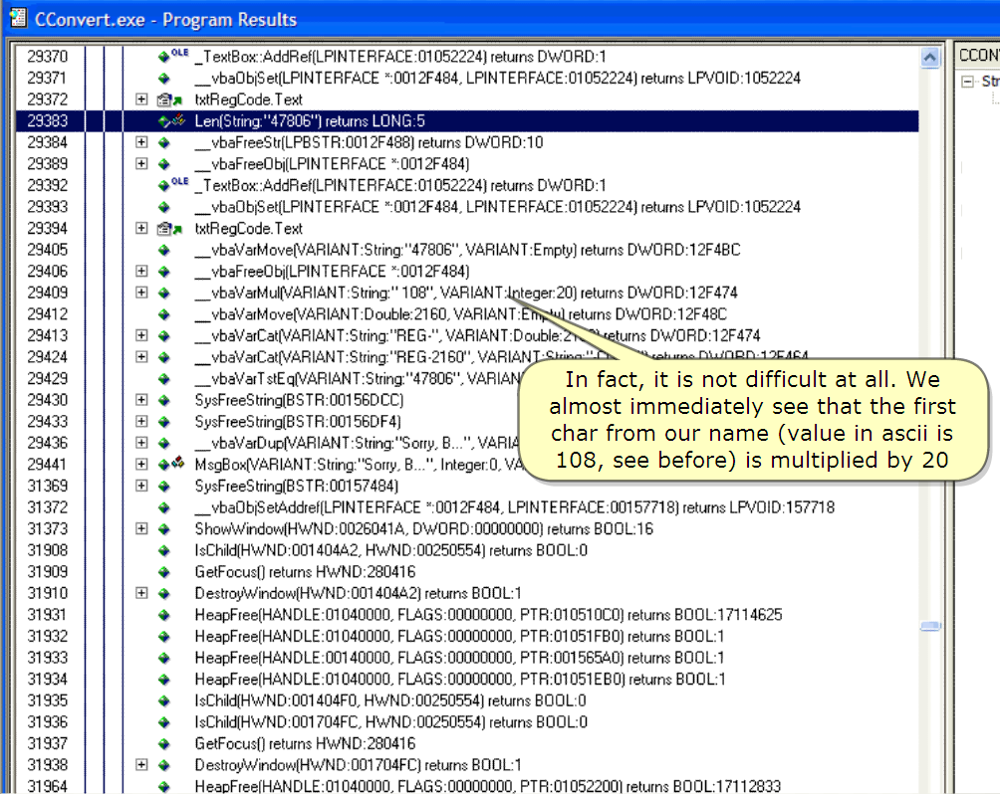 CConvert.exe - Program Results
29370 OLE _TextBox::AddRef(LPINTERFACE:01052224) returns DWORD:1
CCON
29371 __vbaObjSet(LPINTERFACE *:0012F484, LPINTERFACE:01052224) returns LPVOID:1052224
Str
29372 txtRegCode.Text
29383 Len(String:"47806") returns LONG:5
29384 __vbaFreeStr(LPBSTR:0012F488) returns DWORD:10
29389 __vbaFreeObj(LPINTERFACE *:0012F484)
29392 OLE _TextBox::AddRef(LPINTERFACE:01052224) returns DWORD:1
29393 __vbaObjSet(LPINTERFACE *:0012F484, LPINTERFACE:01052224) returns LPVOID:1052224
29394 txtRegCode.Text
29405 __vbaVarMove(VARIANT:String:"47806", VARIANT:Empty) returns DWORD:12F4BC
29406 __vbaFreeObj(LPINTERFACE *:0012F484)
29409 __vbaVarMul(VARIANT:String:" 108", VARIANT:Integer:20) returns DWORD:12F474
29412 __vbaVarMove(VARIANT:Double:2160, VARIANT:Empty) returns DWORD:12F48C
29413 __vbaVarCat(VARIANT:String:"REG-", VARIANT:Double:2160) returns DWORD:12F474
29424 __vbaVarCat(VARIANT:String:"REG-2160", VARIANT:String:" returns DWORD:12F464
29429 __vbaVarTstEq(VARIANT:String:"47806", VARIAN
29430 SysFreeString(BSTR:00156DCC)
29433 SysFreeString(BSTR:00156DF4)
29436 __vbaVarDup(VARIANT:String:"Sorry, B...", VARIA
29441 MsgBox(VARIANT:String:"Sorry, B...", Integer:0, VA
31369 SysFreeString(BSTR:00157484)
31372 __vbaObjSetAddref(LPINTERFACE *:0012F484, LPINTERFACE:00157718) returns LPVOID:157718
31373 ShowWindow(HWND:0026041A, DWORD:00000000) returns BOOL:16
31908 IsChild(HWND:001404A2, HWND:00250554) returns BOOL:0
31909 GetFocus() returns HWND:280416
31910 DestroyWindow(HWND:001404A2) returns BOOL:1
31931 HeapFree(HANDLE:01040000, FLAGS:00000000, PTR:010510C0) returns BOOL:17114625
31932 HeapFree(HANDLE:01040000, FLAGS:00000000, PTR:01051FB0) returns BOOL:1
31933 HeapFree(HANDLE:00140000, FLAGS:00000000, PTR:001565A0) returns BOOL:1
31934 HeapFree(HANDLE:01040000, FLAGS:00000000, PTR:01051EB0) returns BOOL:1
31935 IsChild(HWND:001404F0, HWND:00250554) returns BOOL:0
31936 IsChild(HWND:001704FC, HWND:00250554) returns BOOL:0
31937 GetFocus() returns HWND:280416
31938 DestroyWindow(HWND:001704FC) returns BOOL:1
31964 HeapFree(HANDLE:01040000, FLAGS:00000000, PTR:01052200) returns BOOL:17112833
In fact, it is not difficult at all. We
almost immediately see that the first
char from our name (value in ascii is
108, see before) is multiplied by 20